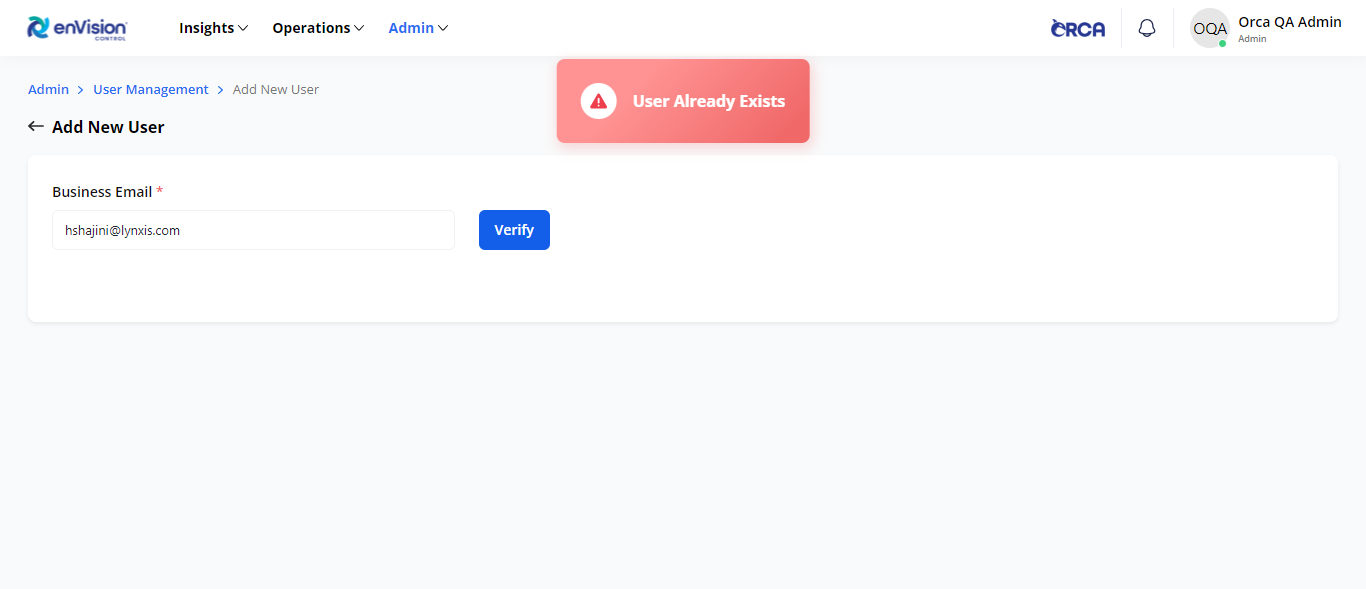 enVision
CONTROL
Insights
Operations
Admin
ORCA
OQA
Orca QA Admin
Admin
Admin > User Management > Add New User
User Already Exists
← Add New User
Business Email *
hshajini@lynxis.com
Verify